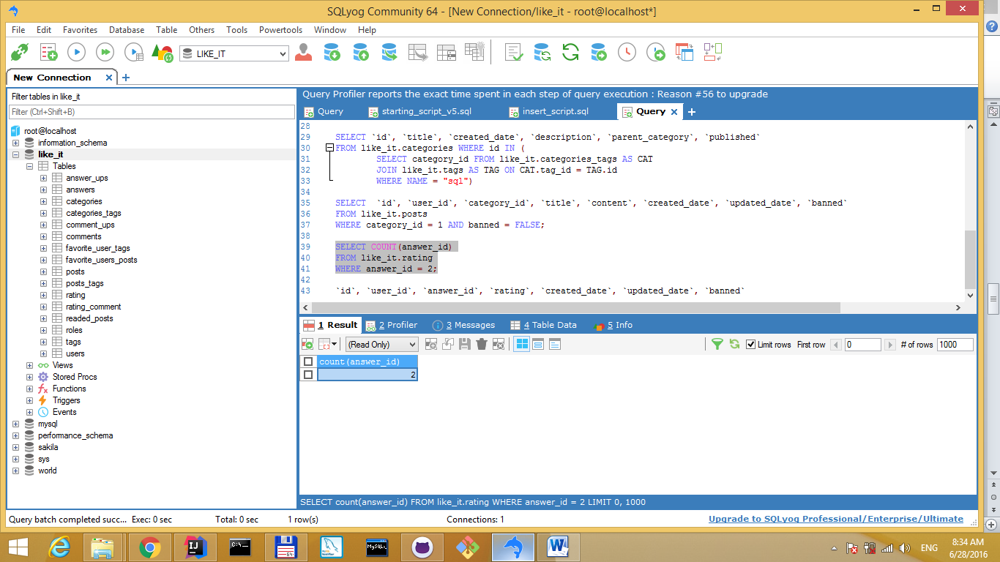 SQLyog Community 64 - [New Connection/like_it - root@localhost*]
File Edit Favorites Database Table Others Tools Powertools Window Help
LIKE_IT
New Connection
Filter tables in like_it
Filter (Ctrl+Shift+B)
root@localhost
information_schema
like_it
Tables
answer_ups
answers
categories
categories_tags
comment_ups
comments
favorite_user_tags
favorite_users_posts
posts
posts_tags
rating
rating_comment
readed_posts
roles
tags
users
Views
Stored Procs
Functions
Triggers
Events
mysql
performance_schema
sakila
sys
world
Query Profiler reports the exact time spent in each step of query execution : Reason #56 to upgrade
Query starting_script_v5.sql insert_script.sql Query
28
29 SELECT `id`, `title`, `created_date`, `description`, `parent_category`, `published`
30 FROM like_it.categories WHERE id IN (
31 SELECT category_id FROM like_it.categories_tags AS CAT
32 JOIN like_it.tags AS TAG ON CAT.tag_id = TAG.id
33 WHERE NAME = "sql")
34
35 SELECT `id`, `user_id`, `category_id`, `title`, `content`, `created_date`, `updated_date`, `banned`
36 FROM like_it.posts
37 WHERE category_id = 1 AND banned = FALSE;
38
39 SELECT COUNT(answer_id)
40 FROM like_it.rating
41 WHERE answer_id = 2;
42
43 `id`, `user_id`, `answer_id`, `rating`, `created_date`, `updated_date`, `banned`
1 Result 2 Profiler 3 Messages 4 Table Data 5 Info
(Read Only) Limit rows First row 0 # of rows 1000
count(answer_id)
2
SELECT count(answer_id) FROM like_it.rating WHERE answer_id = 2 LIMIT 0, 1000
Query batch completed succ... Exec: 0 sec Total: 0 sec 1 row(s) Connections: 1 Upgrade to SQLyog Professional/Enterprise/Ultimate
ENG
8:34 AM
6/28/2016